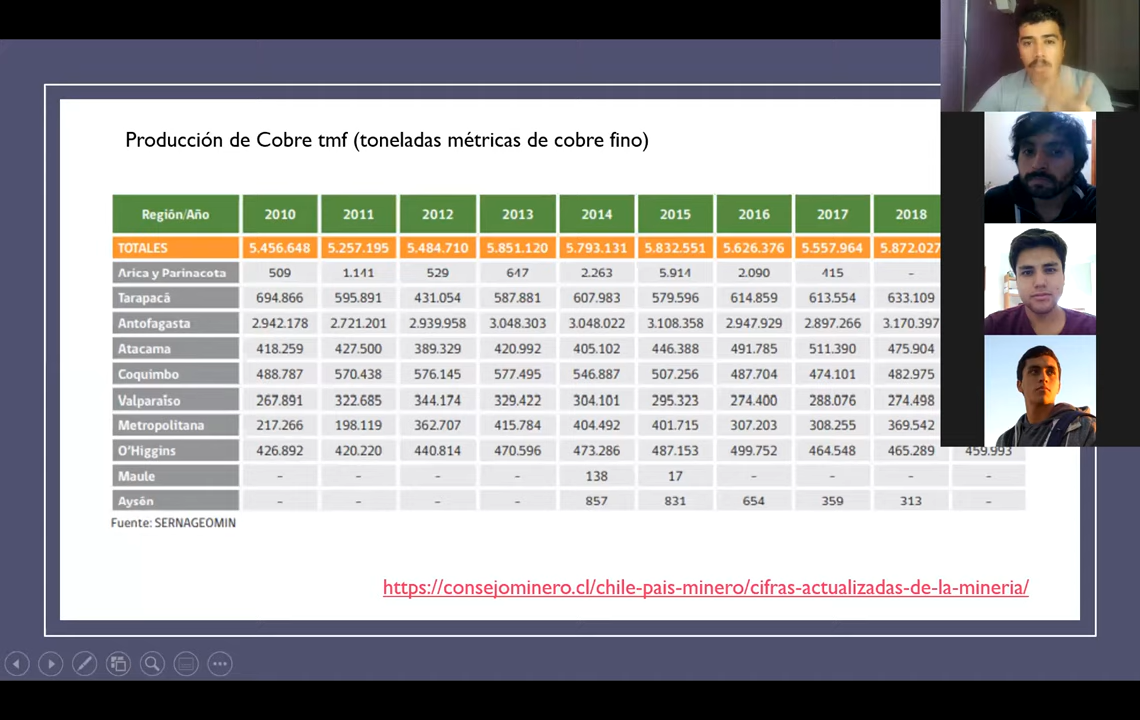 Producción de Cobre tmf (toneladas métricas de cobre fino)
Región/Año 2010 2011 2012 2013 2014 2015 2016 2017 2018
TOTALES 5.456.648 5.257.195 5.484.710 5.851.120 5.793.131 5.832.551 5.626.376 5.557.964 5.872.027
Arica y Parinacota 509 1.141 529 647 2.263 5.914 2.090 415 -
Tarapacá 694.866 595.891 431.054 587.881 607.983 579.596 614.859 613.554 633.109
Antofagasta 2.942.178 2.721.201 2.939.958 3.048.303 3.048.022 3.108.358 2.947.929 2.897.266 3.170.397
Atacama 418.259 427.500 389.329 420.992 405.102 446.388 491.785 511.390 475.904
Coquimbo 488.787 570.438 576.145 577.495 546.887 507.256 487.704 474.101 482.975
Valparaíso 267.891 322.685 344.174 329.422 304.101 295.323 274.400 288.076 274.498
Metropolitana 217.266 198.119 362.707 415.784 404.492 401.715 307.203 308.255 369.542
O'Higgins 426.892 420.220 440.814 470.596 473.286 487.153 499.752 464.548 465.289 459.993
Maule - - - - 138 17 - - - -
Aysén - - - - 857 831 654 359 313 -
Fuente: SERNAGEOMIN
https://consejominero.cl/chile-pais-minero/cifras-actualizadas-de-la-mineria/